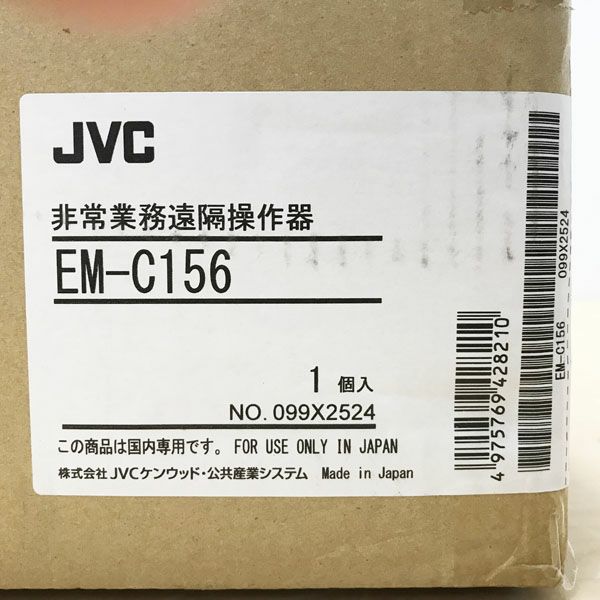 JVC
非常業務遠隔操作器
EM-C156
1 個入
NO. 099X2524
この商品は国内専用です。 FOR USE ONLY IN JAPAN
株式会社 JVCケンウッド・公共産業システム Made in Japan
4 975769 428210
EM-C156 099X2524